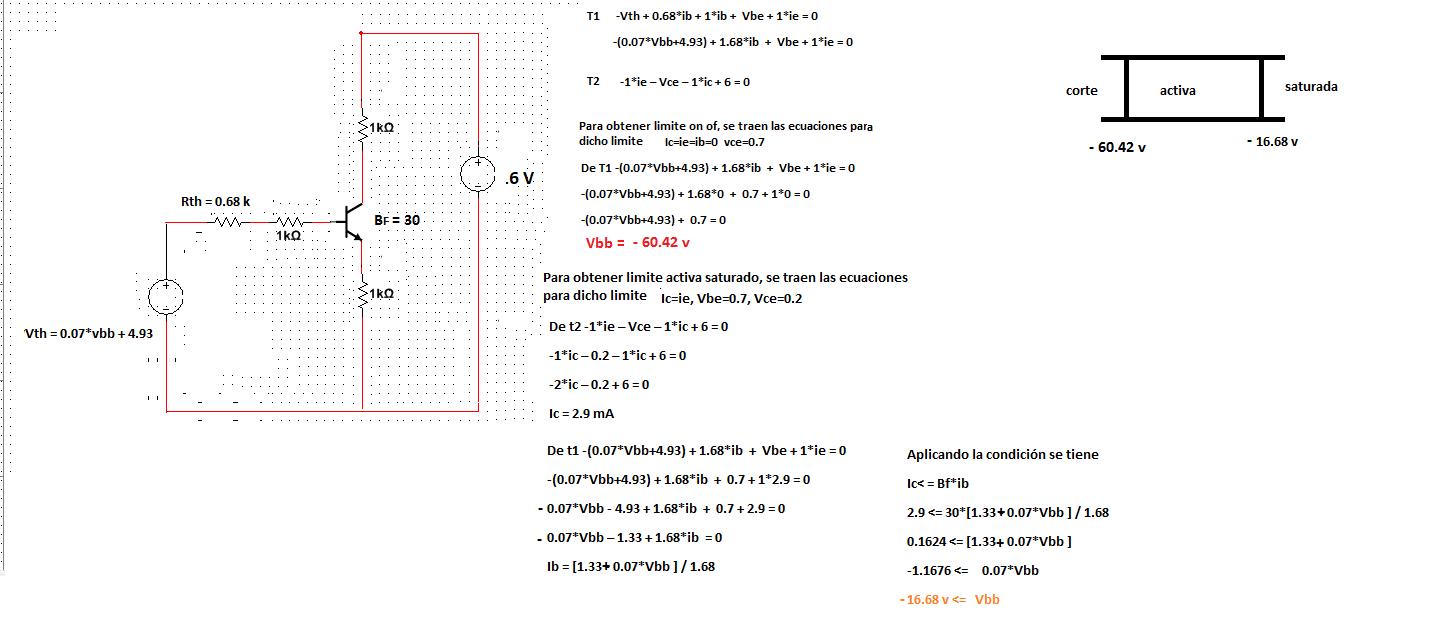 1kΩ
.6 V
Rth = 0.68 k
1kΩ
BF = 30
1kΩ
Vth = 0.07*vbb + 4.93
T1 -Vth + 0.68*ib + 1*ib + Vbe + 1*ie = 0
-(0.07*Vbb+4.93) + 1.68*ib + Vbe + 1*ie = 0
T2 -1*ie – Vce – 1*ic + 6 = 0
Para obtener limite on of, se traen las ecuaciones para
dicho limite Ic=ie=ib=0 vce=0.7
De T1 -(0.07*Vbb+4.93) + 1.68*ib + Vbe + 1*ie = 0
-(0.07*Vbb+4.93) + 1.68*0 + 0.7 + 1*0 = 0
-(0.07*Vbb+4.93) + 0.7 = 0
Vbb = - 60.42 v
Para obtener limite activa saturado, se traen las ecuaciones
para dicho limite Ic=ie, Vbe=0.7, Vce=0.2
De t2 -1*ie – Vce – 1*ic + 6 = 0
-1*ic – 0.2 – 1*ic + 6 = 0
-2*ic – 0.2 + 6 = 0
Ic = 2.9 mA
De t1 -(0.07*Vbb+4.93) + 1.68*ib + Vbe + 1*ie = 0
-(0.07*Vbb+4.93) + 1.68*ib + 0.7 + 1*2.9 = 0
- 0.07*Vbb - 4.93 + 1.68*ib + 0.7 + 2.9 = 0
- 0.07*Vbb – 1.33 + 1.68*ib = 0
Ib = [1.33+ 0.07*Vbb ] / 1.68
Aplicando la condición se tiene
Ic< = Bf*ib
2.9 <= 30*[1.33+ 0.07*Vbb ] / 1.68
0.1624 <= [1.33+ 0.07*Vbb ]
-1.1676 <= 0.07*Vbb
- 16.68 v <= Vbb
corte
activa
saturada
- 60.42 v
- 16.68 v